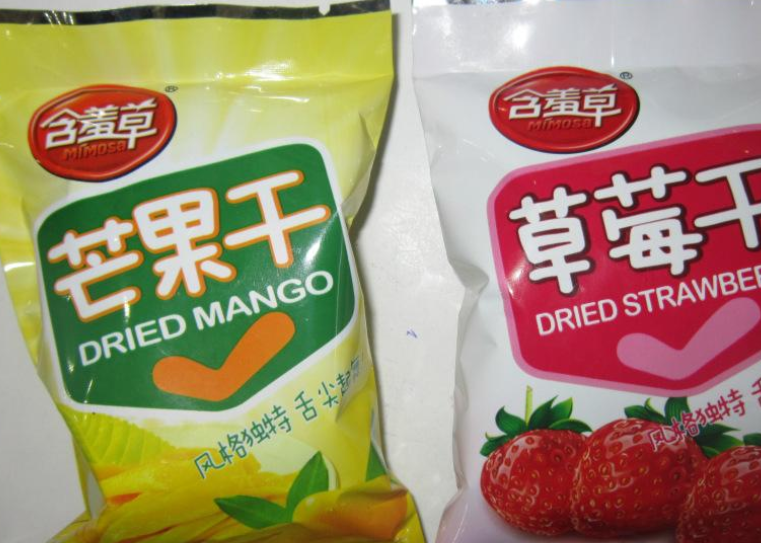 含羞草®
MiMOSa
芒果干
DRIED MANGO
风格独特 舌尖起
含羞草®
MiMOSa
草莓干
DRIED STRAWBE
风格独特